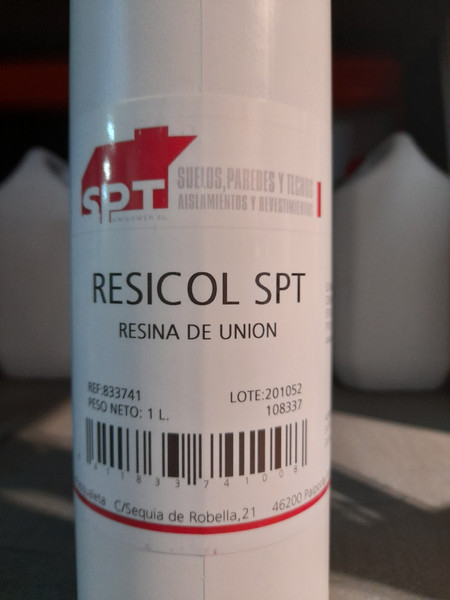 SPT
SUELOS, PAREDES Y TECHOS
AISLAMIENTOS Y REVESTIMIENTOS
RESICOL SPT
RESINA DE UNION
REF:833741
LOTE:201052
PESO NETO: 1 L.
108337
C/Sequia de Robella,21 46200